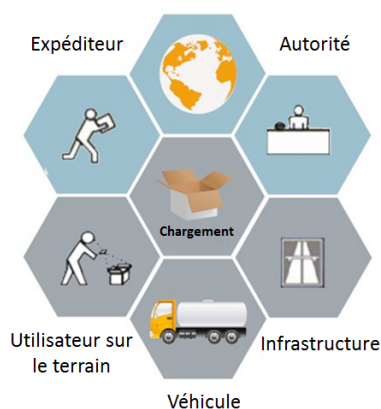 Expéditeur
Autorité
Chargement
Utilisateur sur
le terrain
Infrastructure
Véhicule